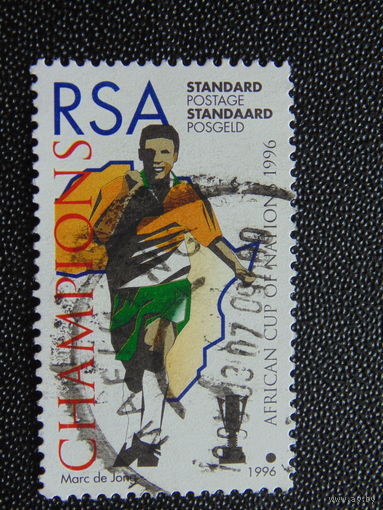 RSA
STANDARD
POSTAGE
STANDAARD
POSGELD
CHAMPIONS
AFRICAN CUP OF NATIONS 1996
Marc de Jong
1996